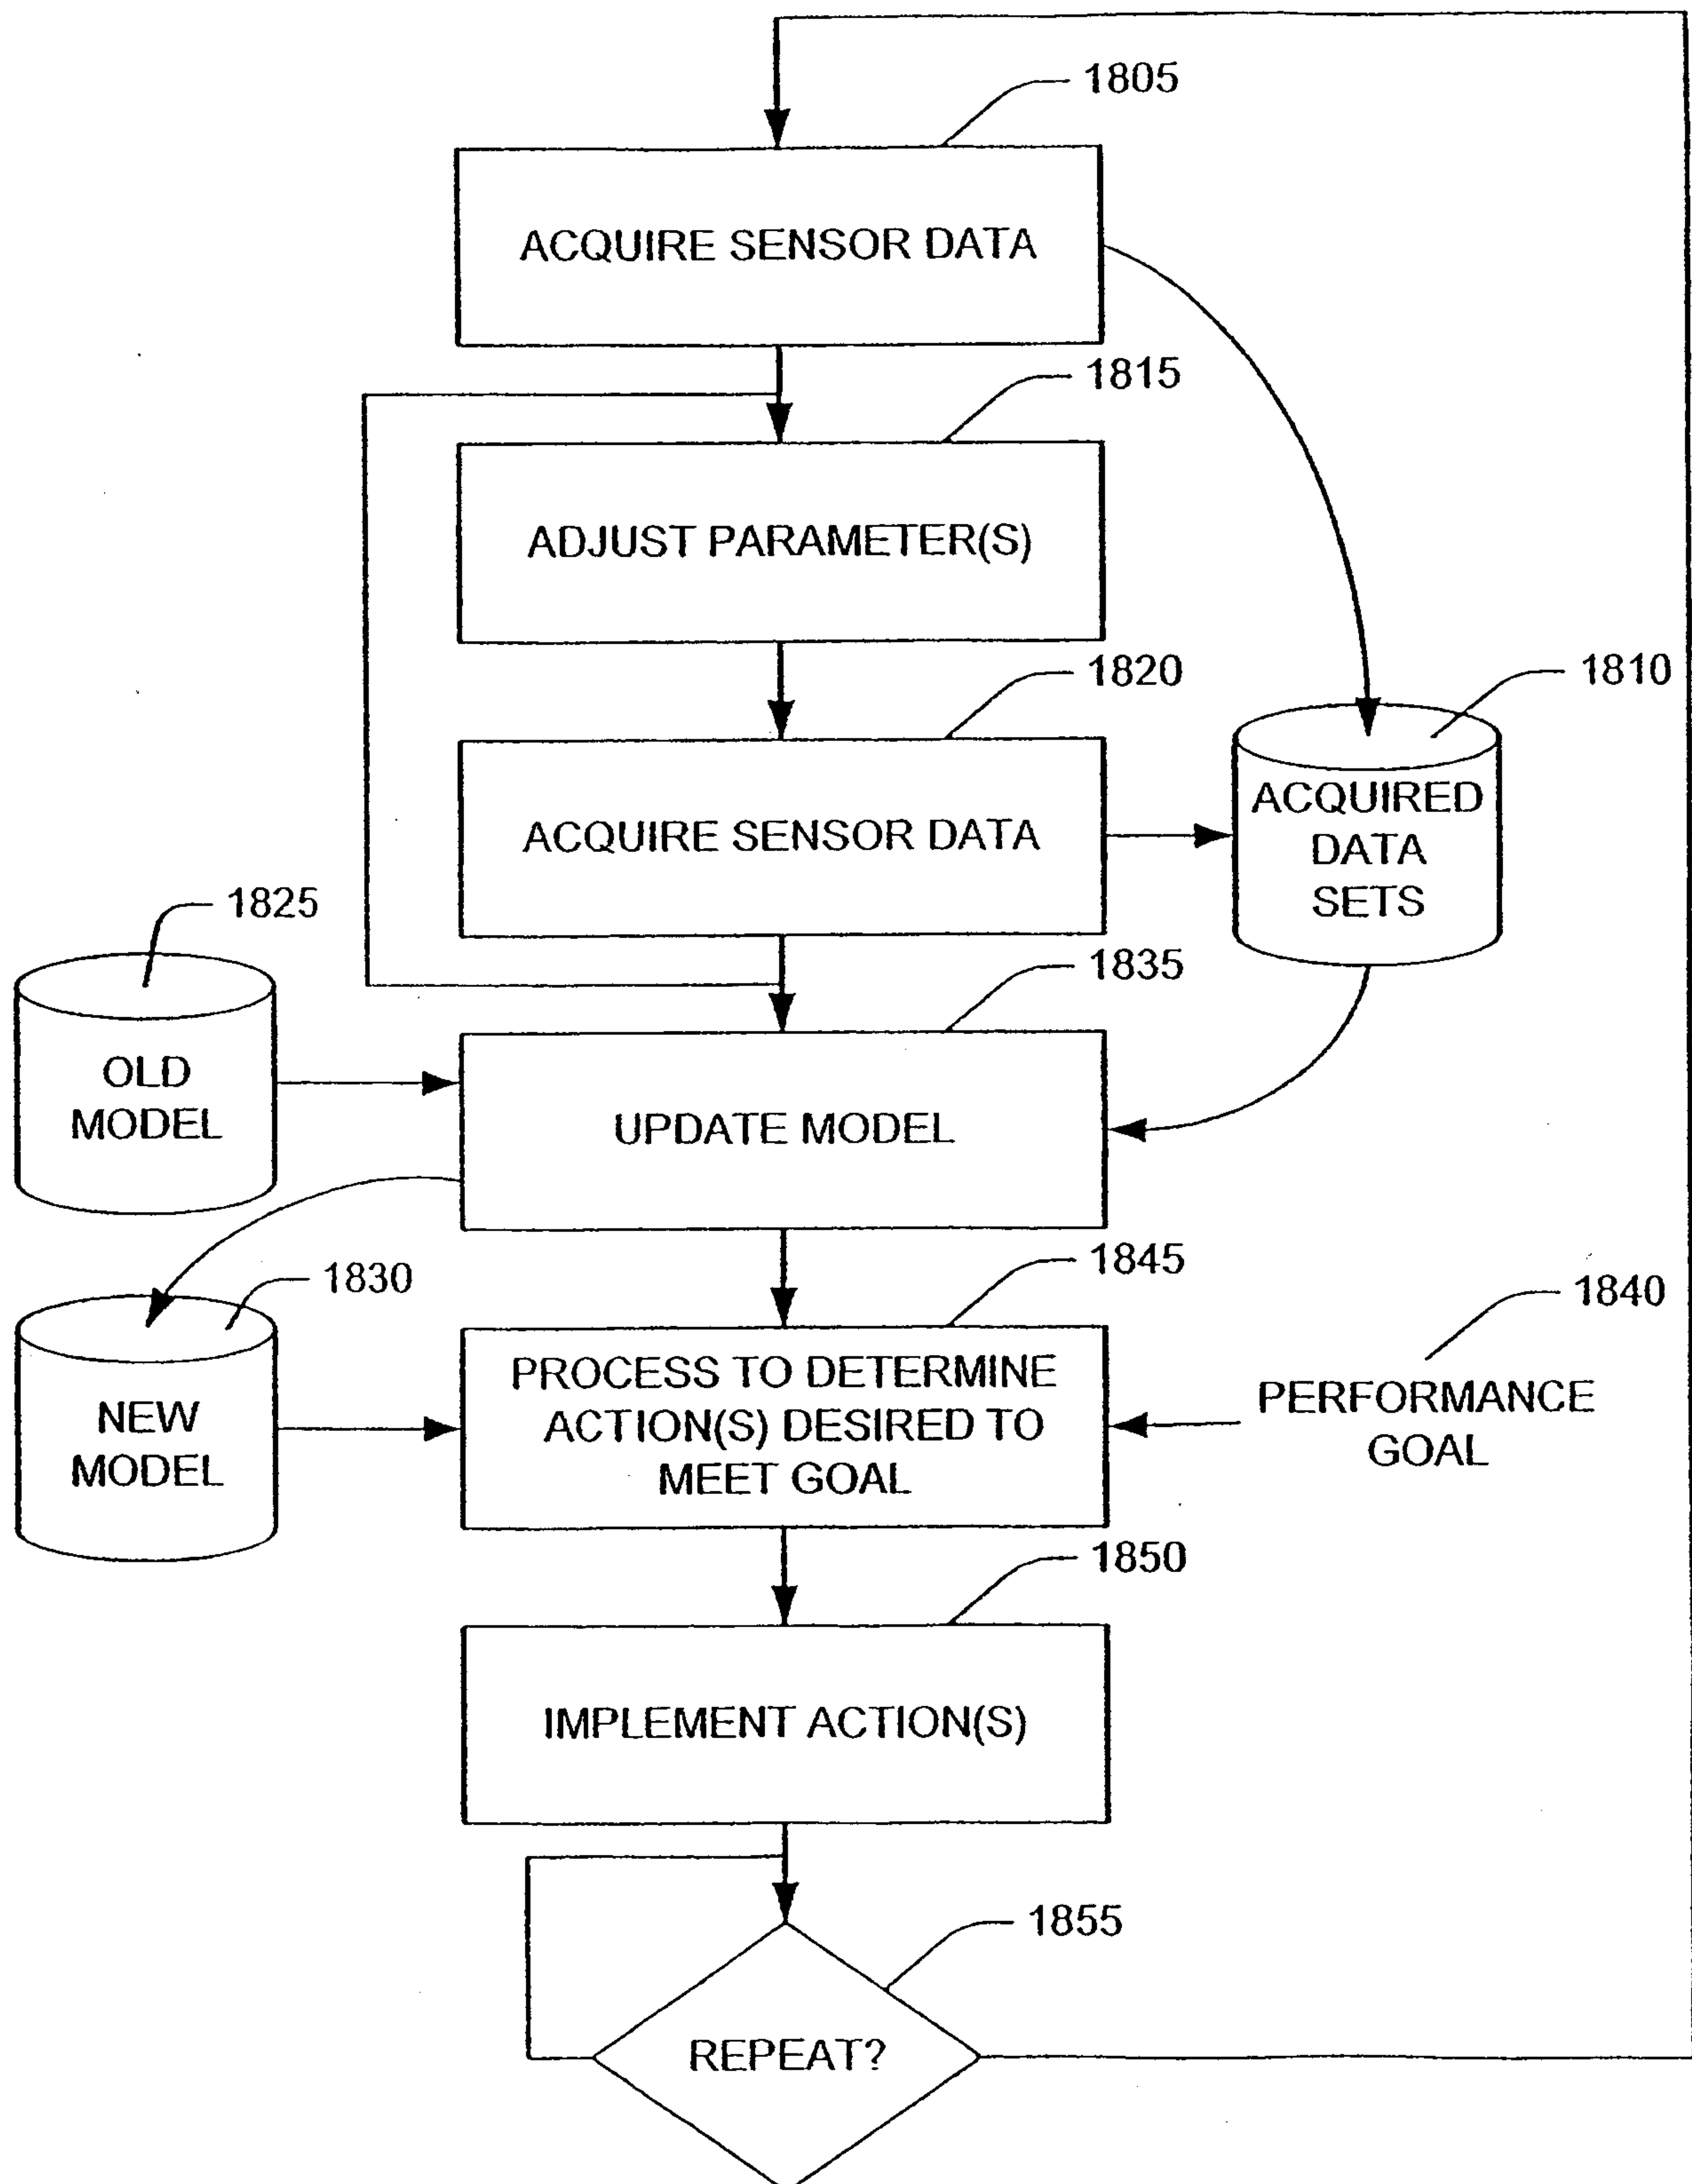 1805
ACQUIRE SENSOR DATA
1815
ADJUST PARAMETER(S)
1820
1810
ACQUIRE SENSOR DATA
ACQUIRED
DATA
SETS
1825
1835
OLD
MODEL
UPDATE MODEL
1830
1845
1840
NEW
MODEL
PROCESS TO DETERMINE
ACTION(S) DESIRED TO
MEET GOAL
PERFORMANCE
GOAL
1850
IMPLEMENT ACTION(S)
1855
REPEAT?